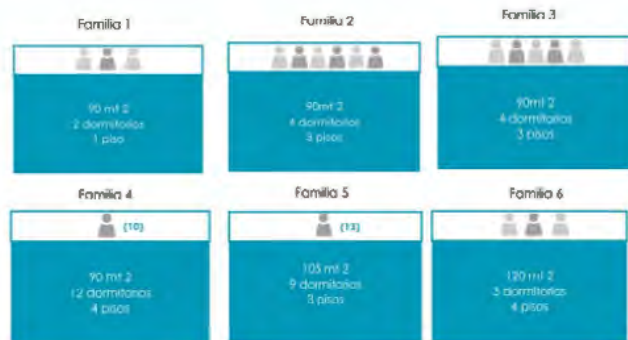 Familia 1
Familia 2
Familia 3
90 mt 2
2 dormitorios
1 piso
90mt 2
4 dormitorios
3 pisos
90mt 2
4 dormitorios
3 pisos
Familia 4
Familia 5
Familia 6
(10)
(13)
90 mt 2
12 dormitorios
4 pisos
105 mt 2
9 dormitorios
3 pisos
120 mt 2
3 dormitorios
4 pisos